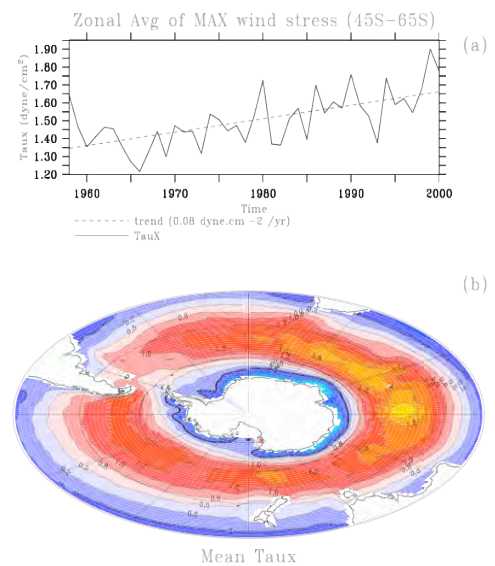 Zonal Avg of MAX wind stress (45S-65S)
(a)
Taux (dyne/cm²)
1.90
1.80
1.70
1.60
1.50
1.40
1.30
1.20
1960 1970 1980 1990 2000
Time
trend (0.08 dyne.cm -2 /yr)
TauX
(b)
Mean Taux